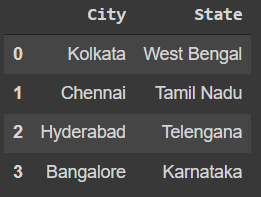 City State
0 Kolkata West Bengal
1 Chennai Tamil Nadu
2 Hyderabad Telengana
3 Bangalore Karnataka